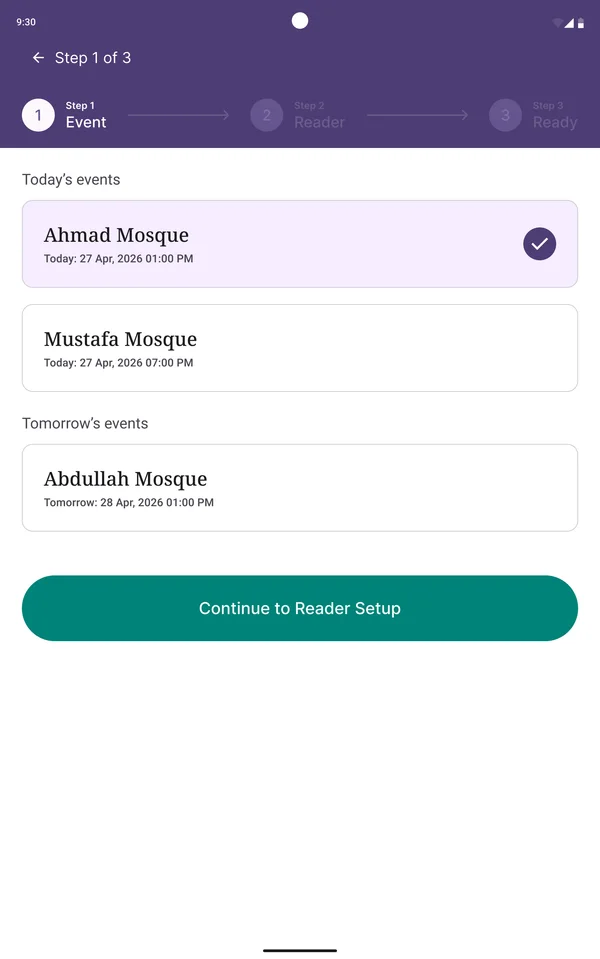 9:30
Step 1 of 3
1
Step 1
Event
2
Step 2
Reader
3
Step 3
Ready
Today’s events
Ahmad Mosque
Today: 27 Apr, 2026 01:00 PM
Mustafa Mosque
Today: 27 Apr, 2026 07:00 PM
Tomorrow’s events
Abdullah Mosque
Tomorrow: 28 Apr, 2026 01:00 PM
Continue to Reader Setup